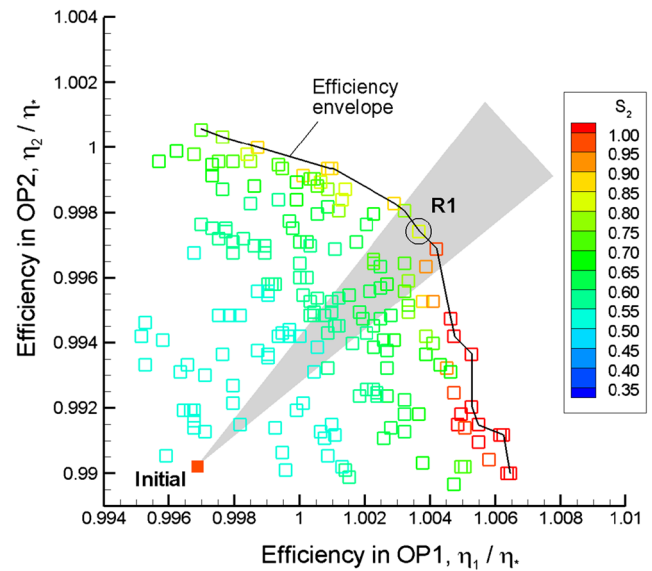 1.004
1.002
1
0.998
0.996
0.994
0.992
0.99
Efficiency in OP2, η₂ / η*
Efficiency
envelope
R1
Initial
S₂
1.00
0.95
0.90
0.85
0.80
0.75
0.70
0.65
0.60
0.55
0.50
0.45
0.40
0.35
0.994 0.996 0.998 1 1.002 1.004 1.006 1.008 1.01
Efficiency in OP1, η₁ / η*